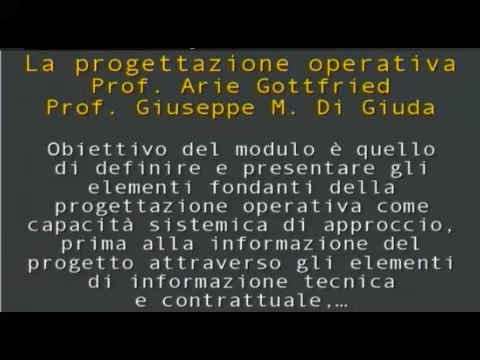 La progettazione operativa
Prof. Arie Gottfried
Prof. Giuseppe M. Di Giuda
Obiettivo del modulo è quello
di definire e presentare gli
elementi fondanti della
progettazione operativa come
capacità sistemica di approccio,
prima alla informazione del
progetto attraverso gli elementi
di informazione tecnica
e contrattuale,…